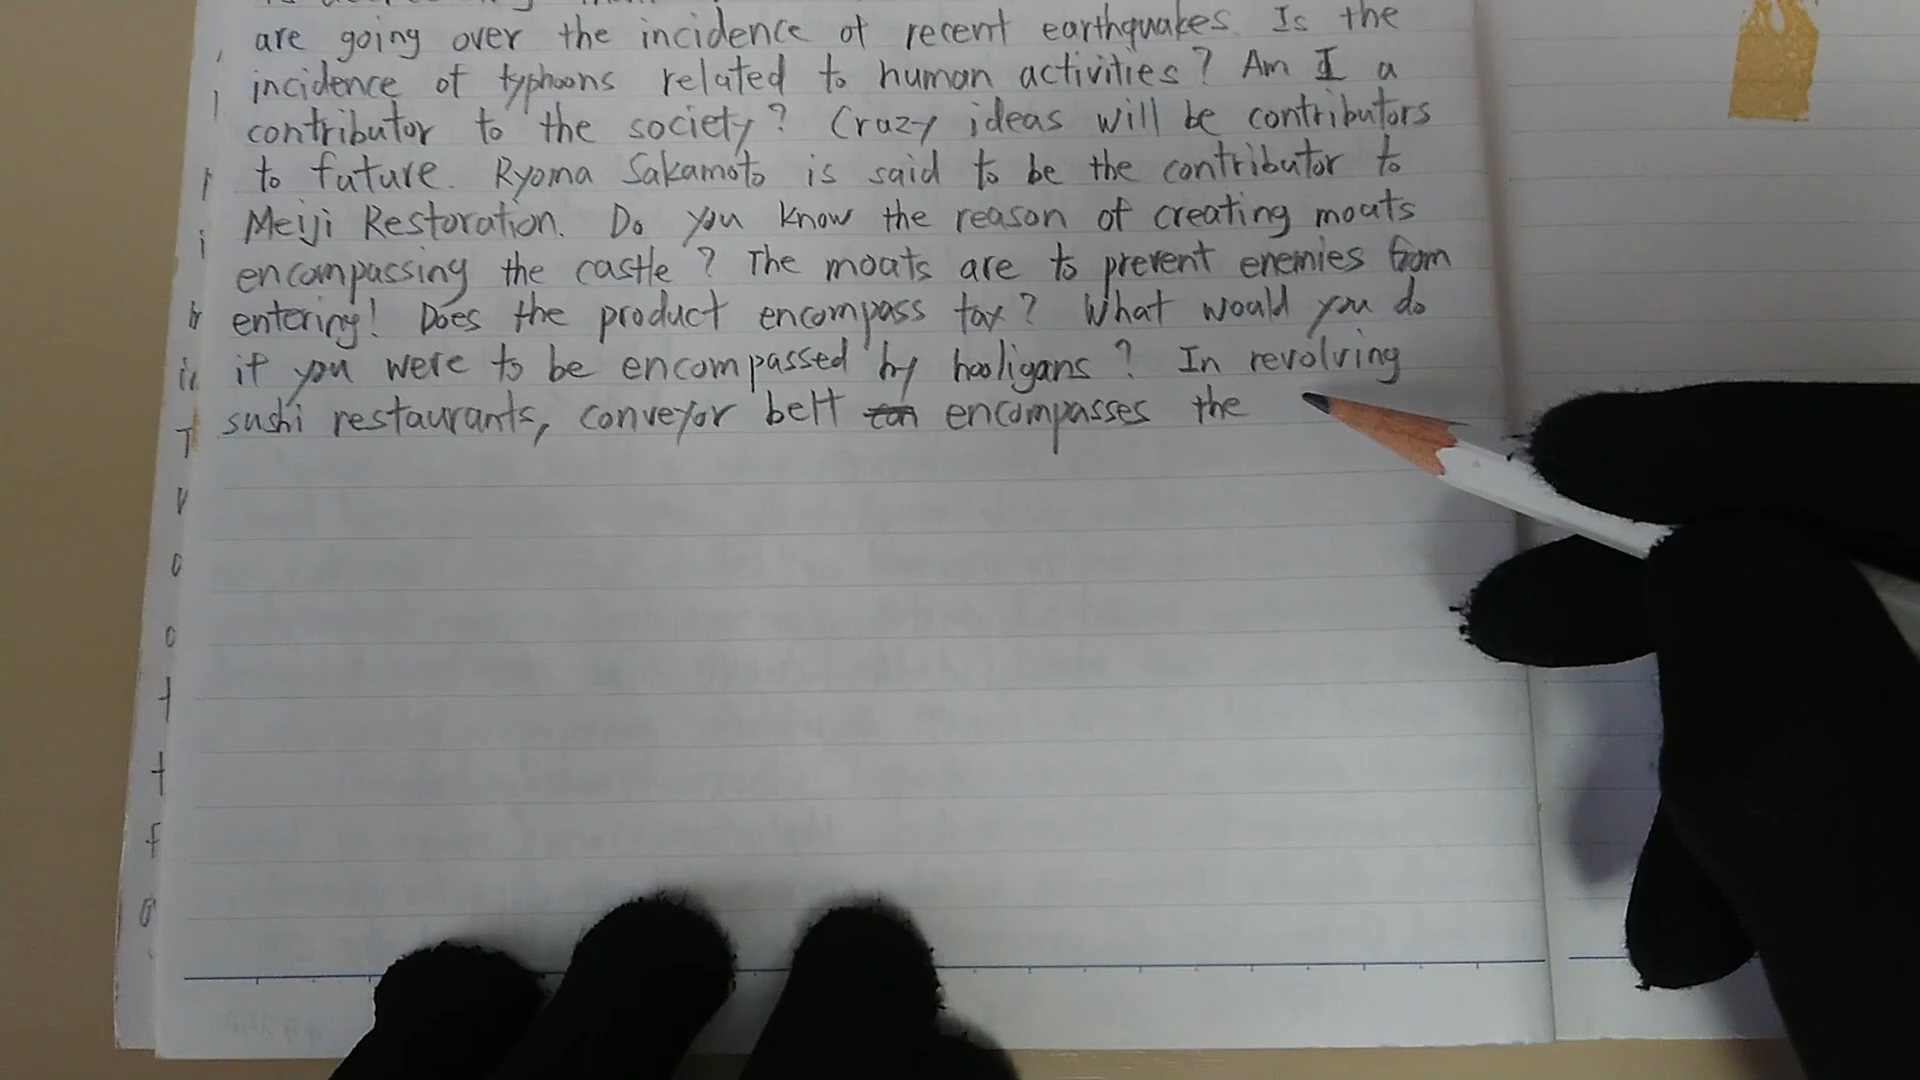 are going over the incidence of recent earthquakes. Is the
incidence of typhoons related to human activities? Am I a
contributor to the society? Crazy ideas will be contributors
to future. Ryoma Sakamoto is said to be the contributor to
Meiji Restoration. Do you know the reason of creating moats
encompassing the castle? The moats are to prevent enemies from
entering! Does the product encompass tax? What would you do
if you were to be encompassed by hooligans? In revolving
sushi restaurants, conveyor belt encompasses the